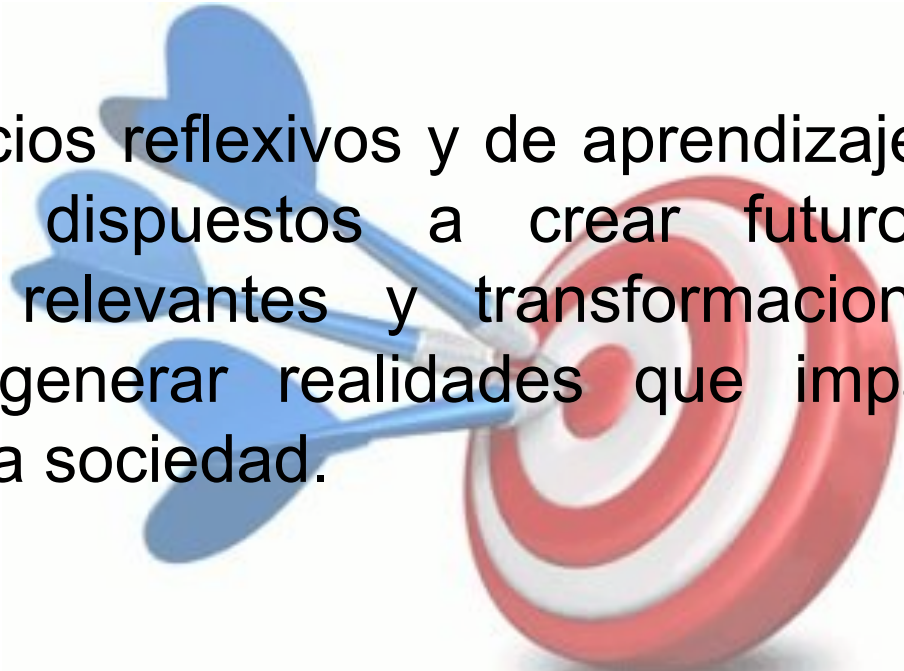 cios reflexivos y de aprendizaje
dispuestos a crear futuro
relevantes y transformacion
generar realidades que imp
a sociedad.